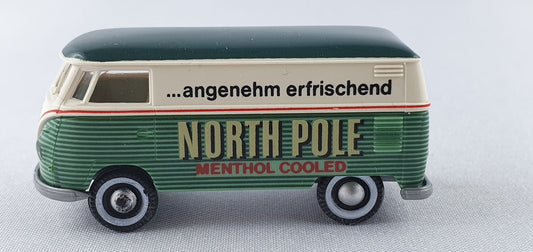 ...angenehm erfrischend
NORTH POLE
MENTHOL COOLED